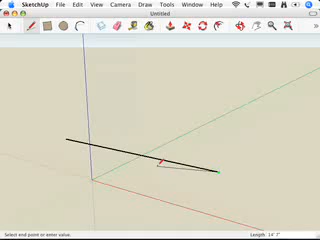 SketchUp File Edit View Camera Draw Tools Window Help
Untitled
Select end point or enter value. Length 14' 7"